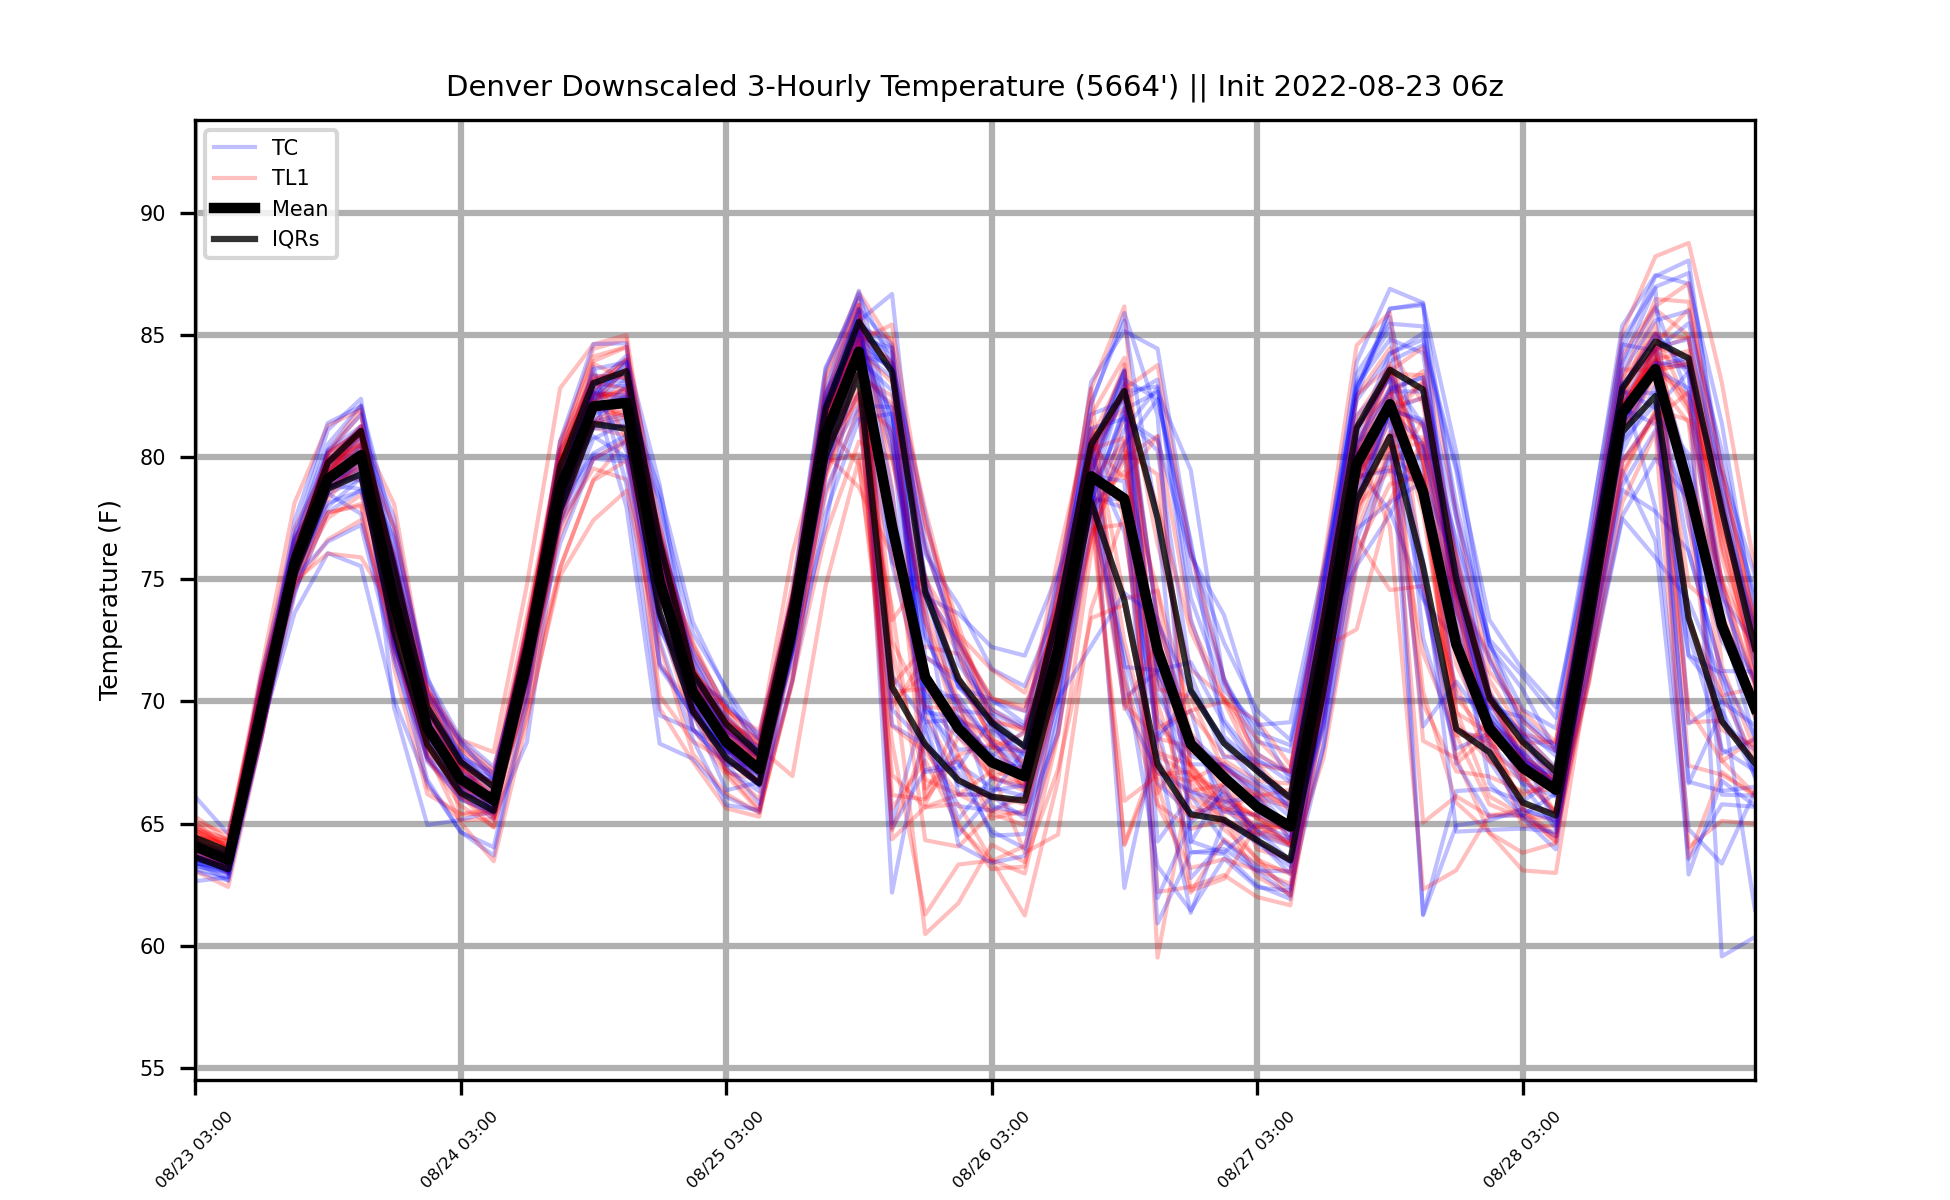 Denver Downscaled 3-Hourly Temperature (5664') || Init 2022-08-23 06z
TC
TL1
Mean
IQRs
Temperature (F)
90
85
80
75
70
65
60
55
08/23 03:00
08/24 03:00
08/25 03:00
08/26 03:00
08/27 03:00
08/28 03:00